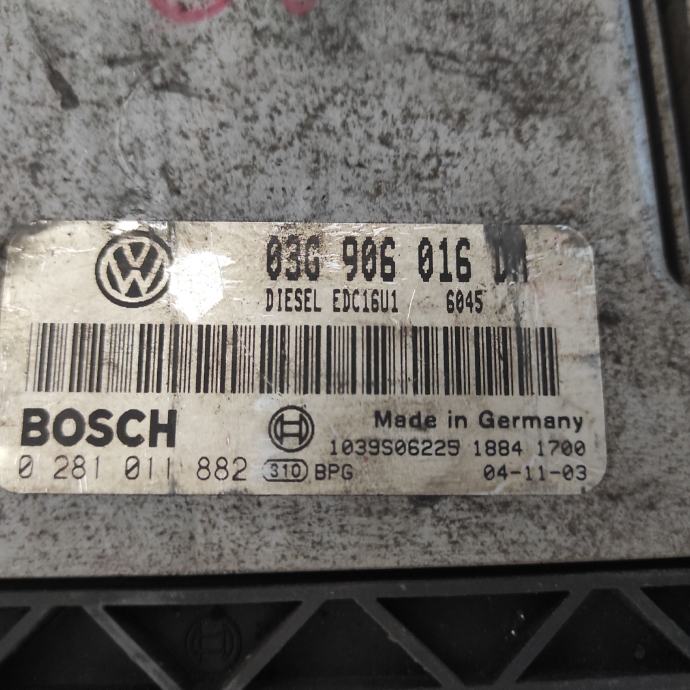 03G 906 016
DIESEL EDC16U1 6045
BOSCH
Made in Germany
1039S06225 1884 1700
0 281 011 882 310 BPG 04-11-03